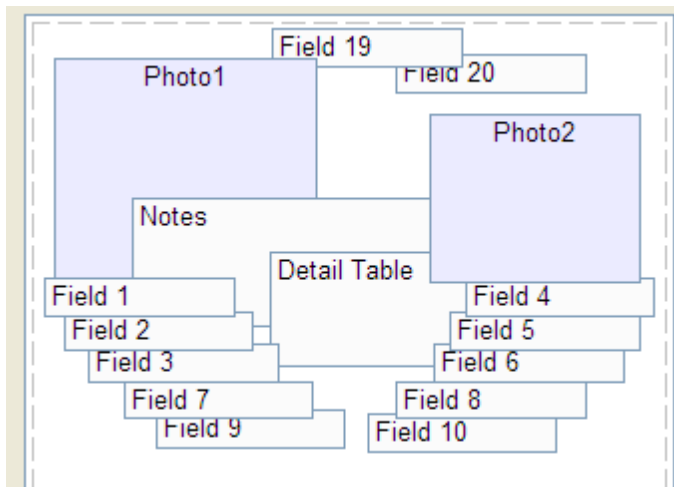 Field 19
Field 20
Photo1
Photo2
Notes
Detail Table
Field 1
Field 4
Field 2
Field 5
Field 3
Field 6
Field 7
Field 8
Field 9
Field 10